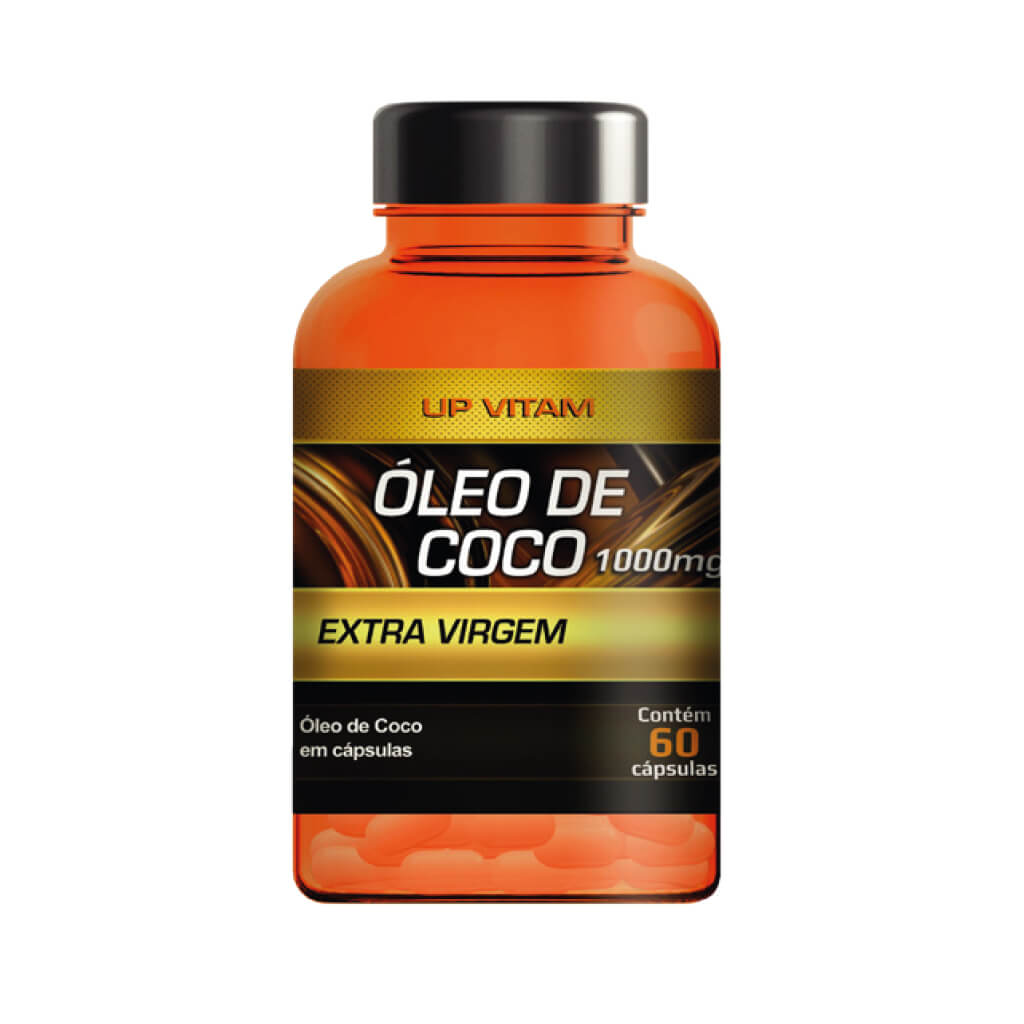 UP VITAM
ÓLEO DE
COCO 1000mg
EXTRA VIRGEM
Óleo de Coco
em cápsulas
Contém
60
cápsulas